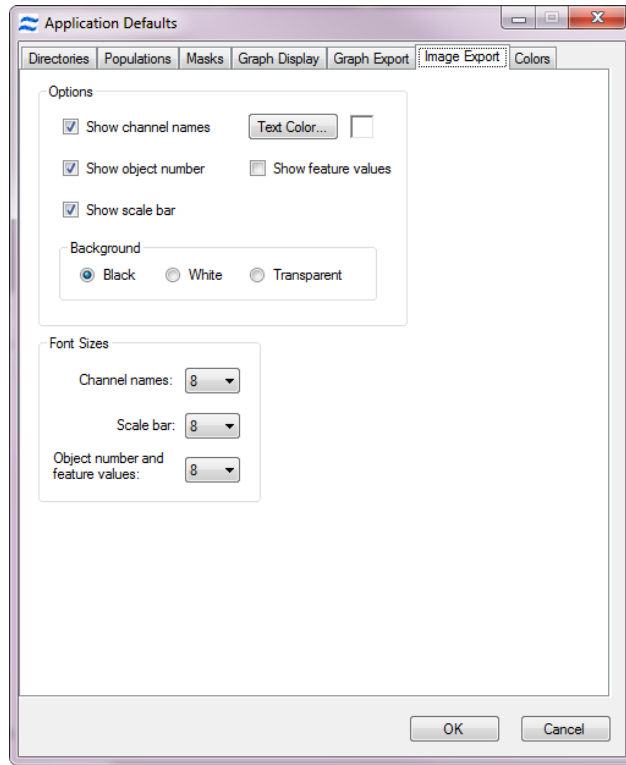 Application Defaults
Directories Populations Masks Graph Display Graph Export Image Export Colors
Options
Show channel names Text Color...
Show object number Show feature values
Show scale bar
Background
Black White Transparent
Font Sizes
Channel names: 8
Scale bar: 8
Object number and
feature values: 8
OK Cancel